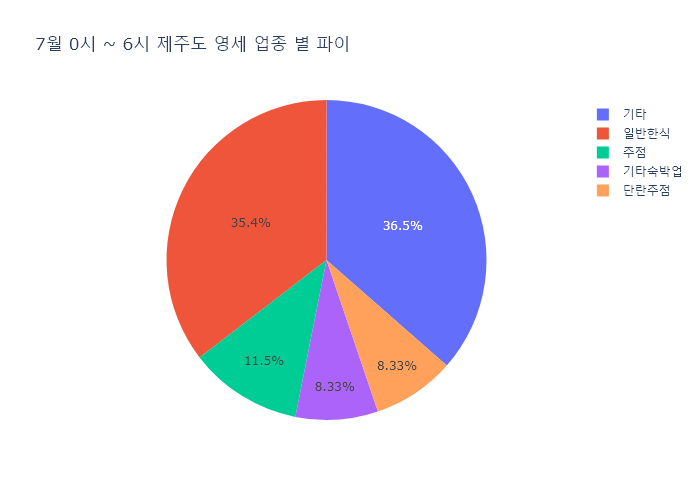 7월 0시 ~ 6시 제주도 영세 업종 별 파이
기타
일반한식
주점
기타숙박업
단란주점
35.4%
36.5%
11.5%
8.33%
8.33%